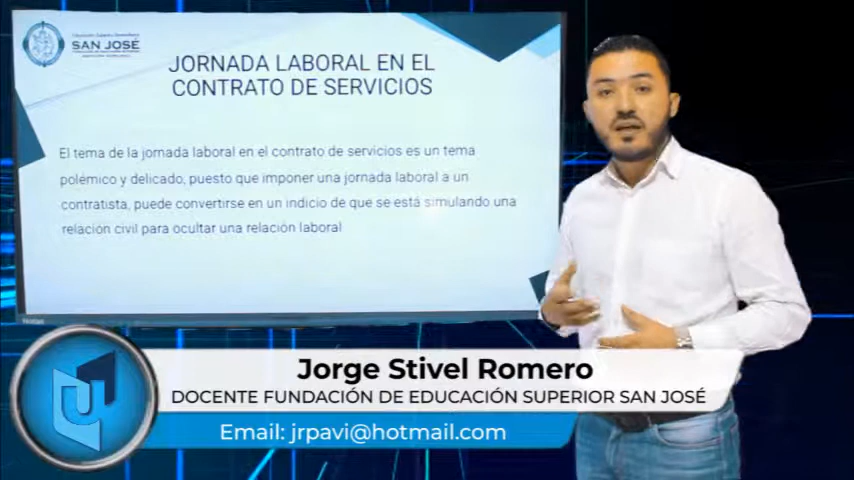 SAN JOSÉ
JORNADA LABORAL EN EL
CONTRATO DE SERVICIOS
El tema de la jornada laboral en el contrato de servicios es un tema
polémico y delicado, puesto que imponer una jornada laboral a un
contratista, puede convertirse en un indicio de que se está simulando una
relación civil para ocultar una relación laboral
Jorge Stivel Romero
DOCENTE FUNDACIÓN DE EDUCACIÓN SUPERIOR SAN JOSÉ
Email: jrpavi@hotmail.com